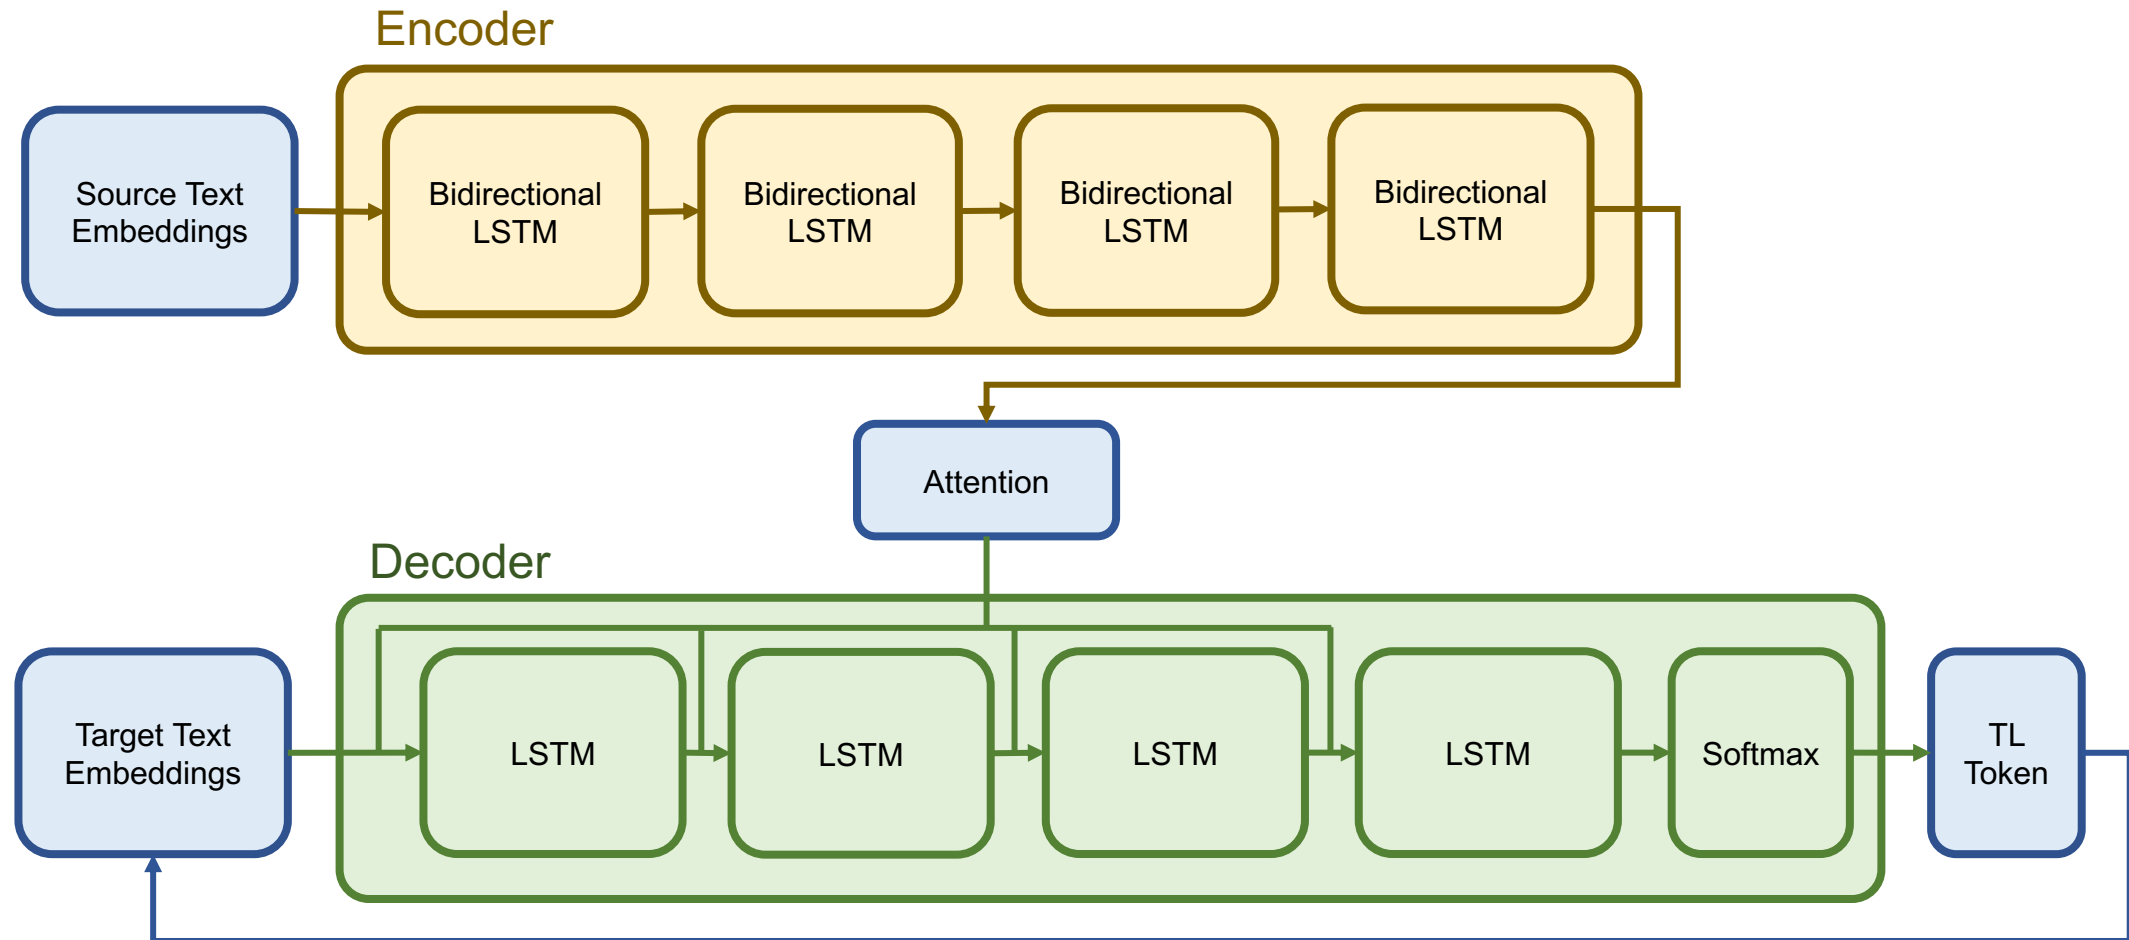 Encoder
Source Text
Embeddings
Bidirectional
LSTM
Bidirectional
LSTM
Bidirectional
LSTM
Bidirectional
LSTM
Attention
Decoder
Target Text
Embeddings
LSTM
LSTM
LSTM
LSTM
Softmax
TL
Token